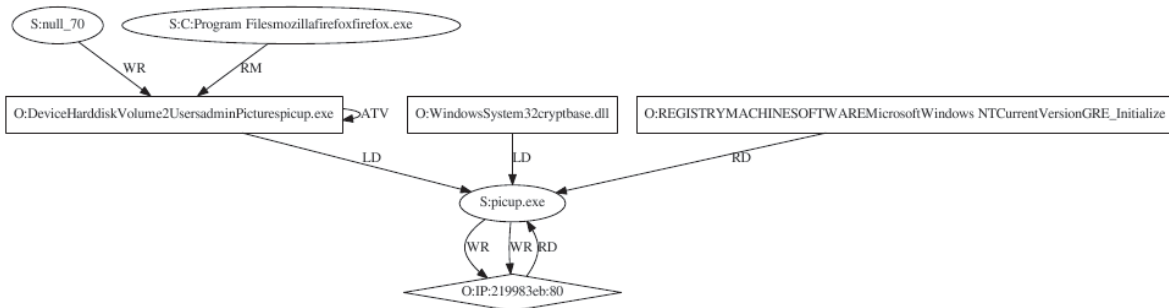 S:null_70
S:C:Program Filesmozillafirefoxfirefox.exe
WR
RM
O:DeviceHarddiskVolume2UsersadminPicturespicup.exe
ATV
O:WindowsSystem32cryptbase.dll
O:REGISTRYMACHINESOFTWAREMicrosoftWindows NTCurrentVersionGRE_Initialize
LD
LD
RD
S:picup.exe
WR
WR
RD
O:IP:219983eb:80